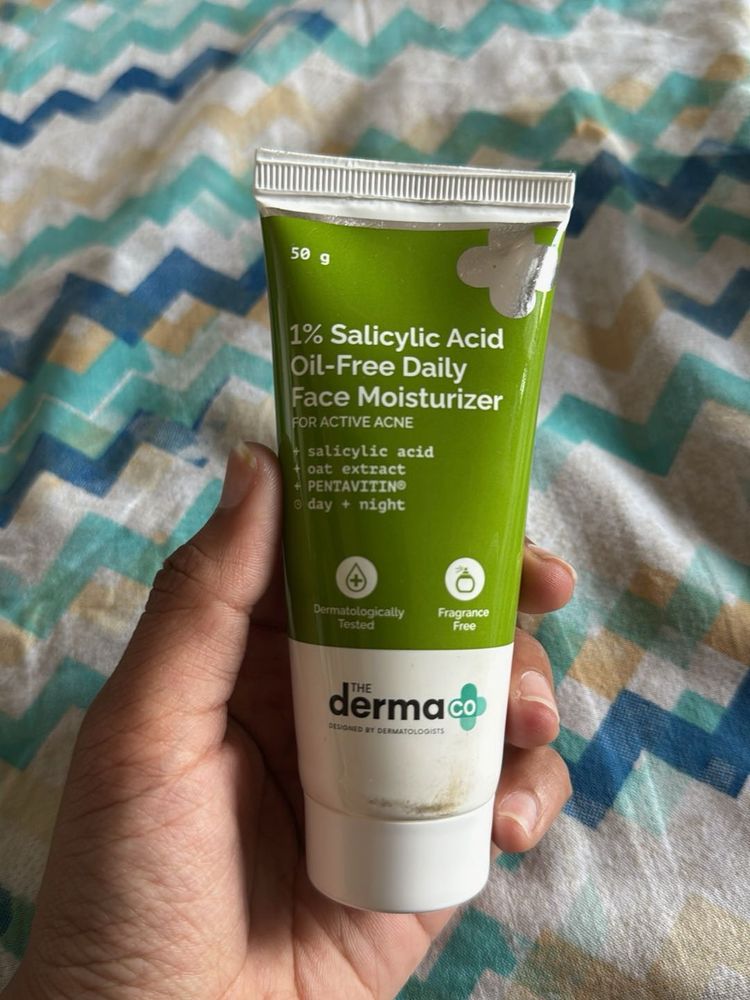 50 g
1% Salicylic Acid
Oil-Free Daily
Face Moisturizer
FOR ACTIVE ACNE
+ salicylic acid
+ oat extract
+ PENTAVITIN®
day + night
Dermatologically
Tested
Fragrance
Free
THE
derma co
DESIGNED BY DERMATOLOGISTS